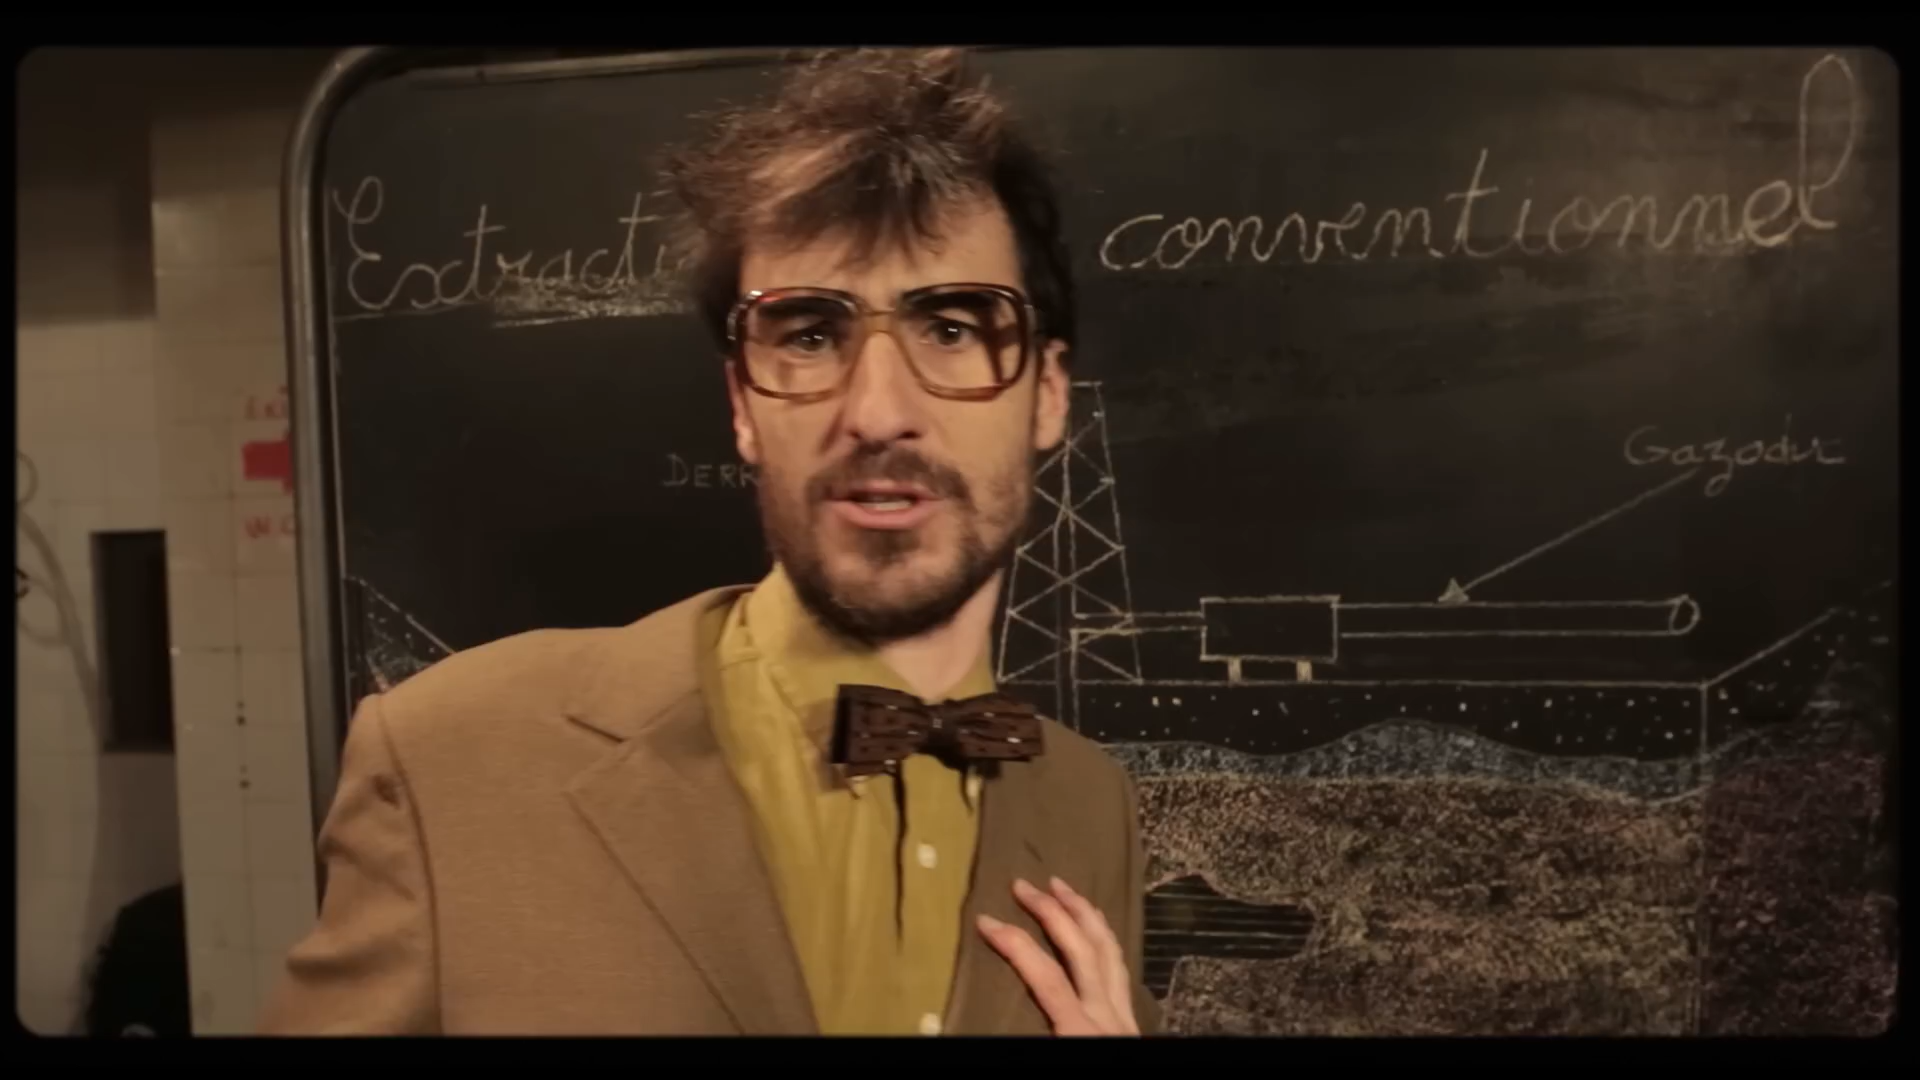 Extracti conventionnel
Gazoduc
DERR
W.C